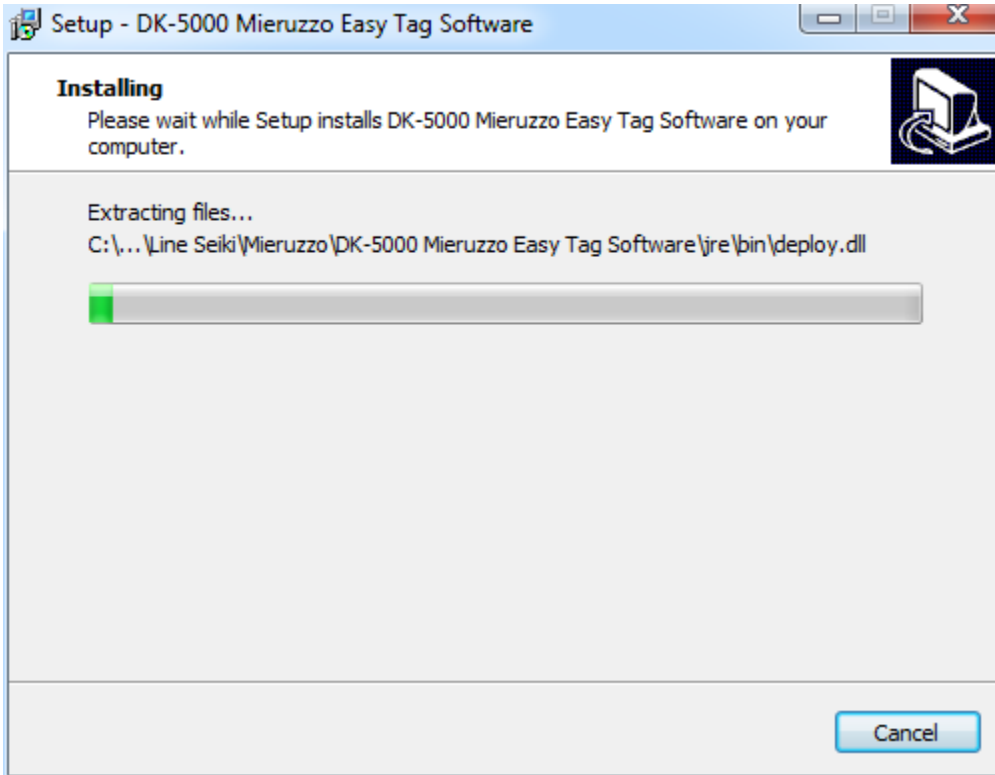 Setup - DK-5000 Mieruzzo Easy Tag Software
Installing
Please wait while Setup installs DK-5000 Mieruzzo Easy Tag Software on your
computer.
Extracting files...
C:\...\Line Seiki\Mieruzzo\DK-5000 Mieruzzo Easy Tag Software\jre\bin\deploy.dll
Cancel